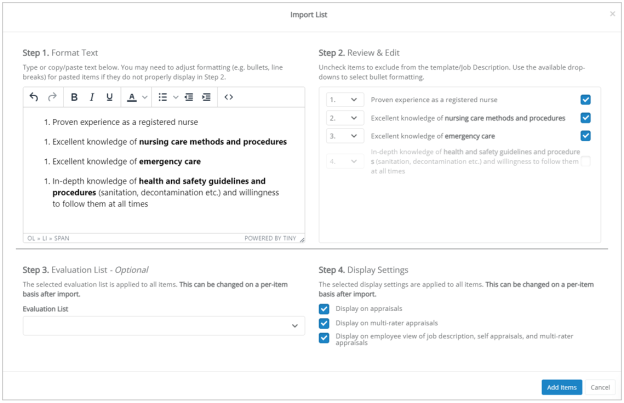 Import List
×
Step 1. Format Text
Type or copy/paste text below. You may need to adjust formatting (e.g. bullets, line
breaks) for pasted items if they do not properly display in Step 2.
B I U A <>
1. Proven experience as a registered nurse
1. Excellent knowledge of nursing care methods and procedures
1. Excellent knowledge of emergency care
1. In-depth knowledge of health and safety guidelines and
procedures (sanitation, decontamination etc.) and willingness
to follow them at all times
OL » LI » SPAN POWERED BY TINY
Step 2. Review & Edit
Uncheck items to exclude from the template/Job Description. Use the available drop-
downs to select bullet formatting.
1. Proven experience as a registered nurse
2. Excellent knowledge of nursing care methods and procedures
3. Excellent knowledge of emergency care
In-depth knowledge of health and safety guidelines and procedure
4. s (sanitation, decontamination etc.) and willingness to follow them
at all times
Step 3. Evaluation List - Optional
The selected evaluation list is applied to all items. This can be changed on a per-item
basis after import.
Evaluation List
Step 4. Display Settings
The selected display settings are applied to all items. This can be changed on a per-item
basis after import.
Display on appraisals
Display on multi-rater appraisals
Display on employee view of job description, self appraisals, and multi-rater
appraisals
Add Items Cancel